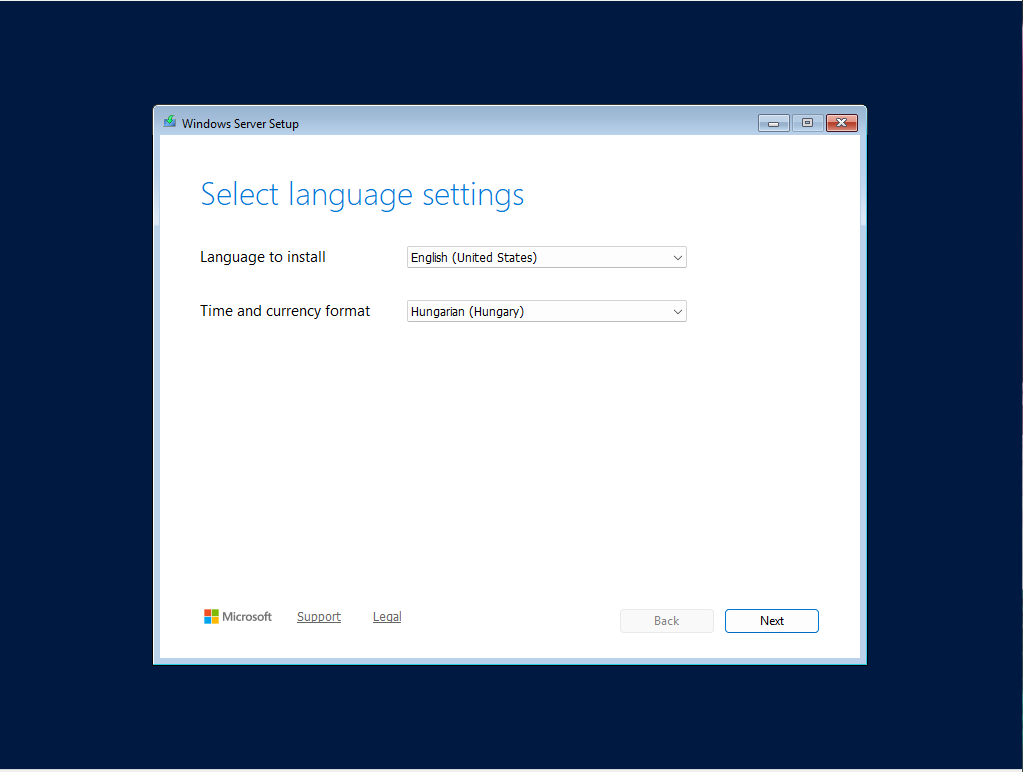 Windows Server Setup
Select language settings
Language to install English (United States)
Time and currency format Hungarian (Hungary)
Microsoft Support Legal Back Next